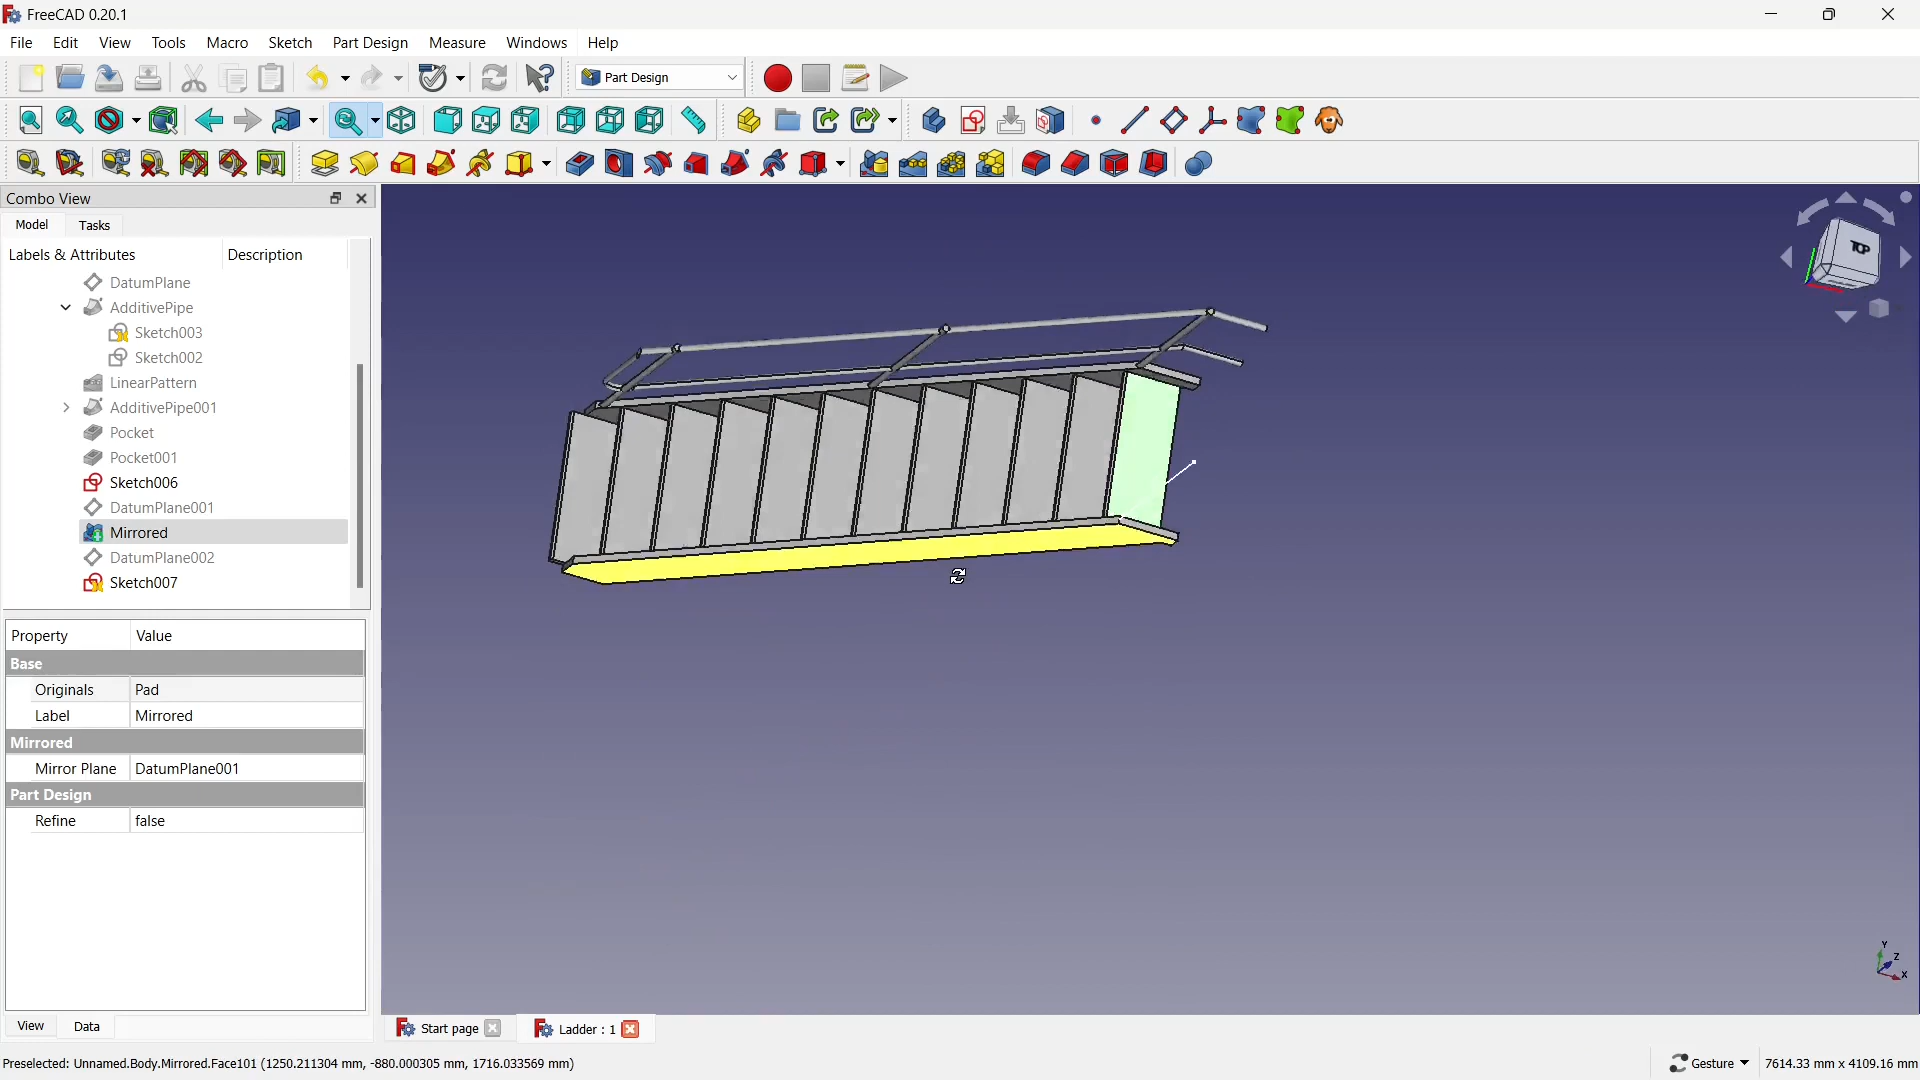 FreeCAD 0.20.1
File Edit View Tools Macro Sketch Part Design Measure Windows Help
Part Design
Combo View
Model Tasks
Labels & Attributes Description
DatumPlane
AdditivePipe
Sketch003
Sketch002
LinearPattern
AdditivePipe001
Pocket
Pocket001
Sketch006
DatumPlane001
Mirrored
DatumPlane002
Sketch007
Property Value
Base
Originals Pad
Label Mirrored
Mirrored
Mirror Plane DatumPlane001
Part Design
Refine false
View Data
TOP
Y
Z
X
Start page Ladder : 1
Preselected: Unnamed.Body.Mirrored.Face101 (1250.211304 mm, -880.000305 mm, 1716.033569 mm)
Gesture 7614.33 mm x 4109.16 mm